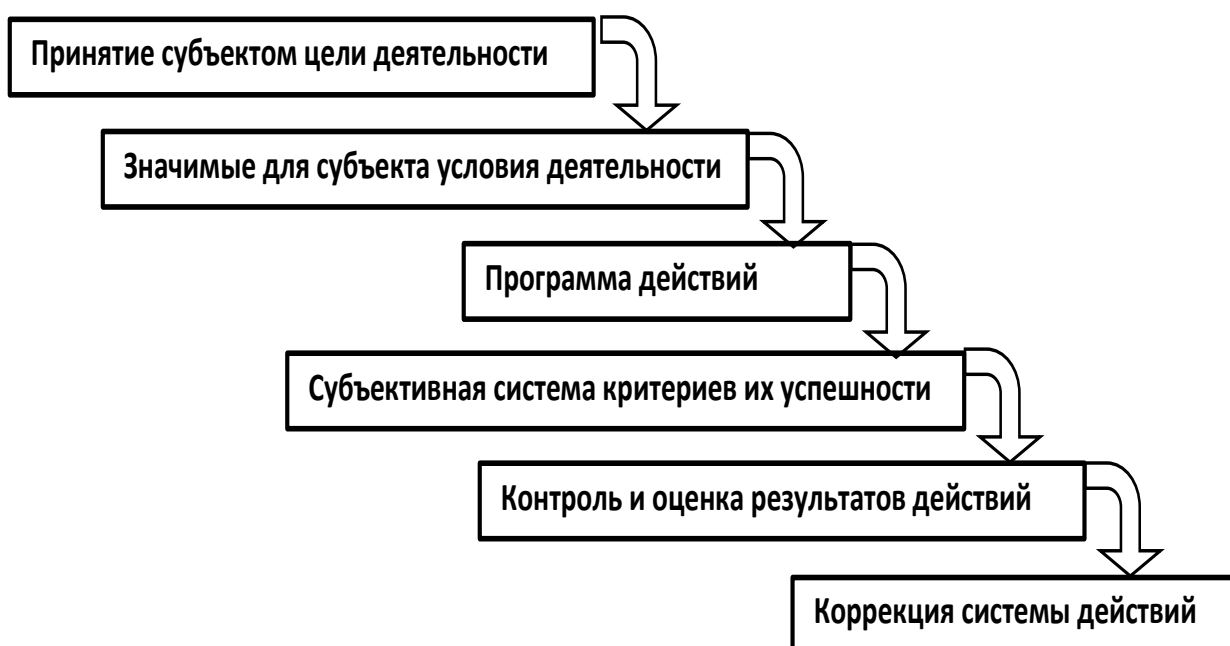 Принятие субъектом цели деятельности
Значимые для субъекта условия деятельности
Программа действий
Субъективная система критериев их успешности
Контроль и оценка результатов действий
Коррекция системы действий